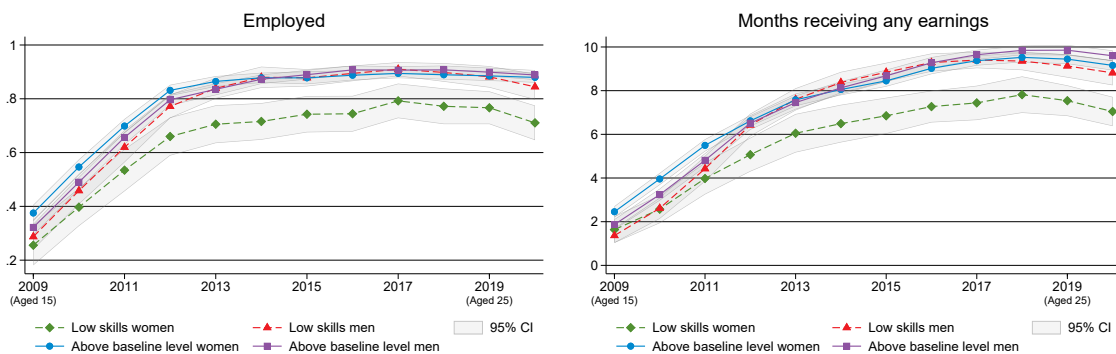 Employed
1
.8
.6
.4
.2
2009 2011 2013 2015 2017 2019
(Aged 15) (Aged 25)
Low skills women Low skills men 95% CI
Above baseline level women Above baseline level men
Months receiving any earnings
10
8
6
4
2
0
2009 2011 2013 2015 2017 2019
(Aged 15) (Aged 25)
Low skills women Low skills men 95% CI
Above baseline level women Above baseline level men